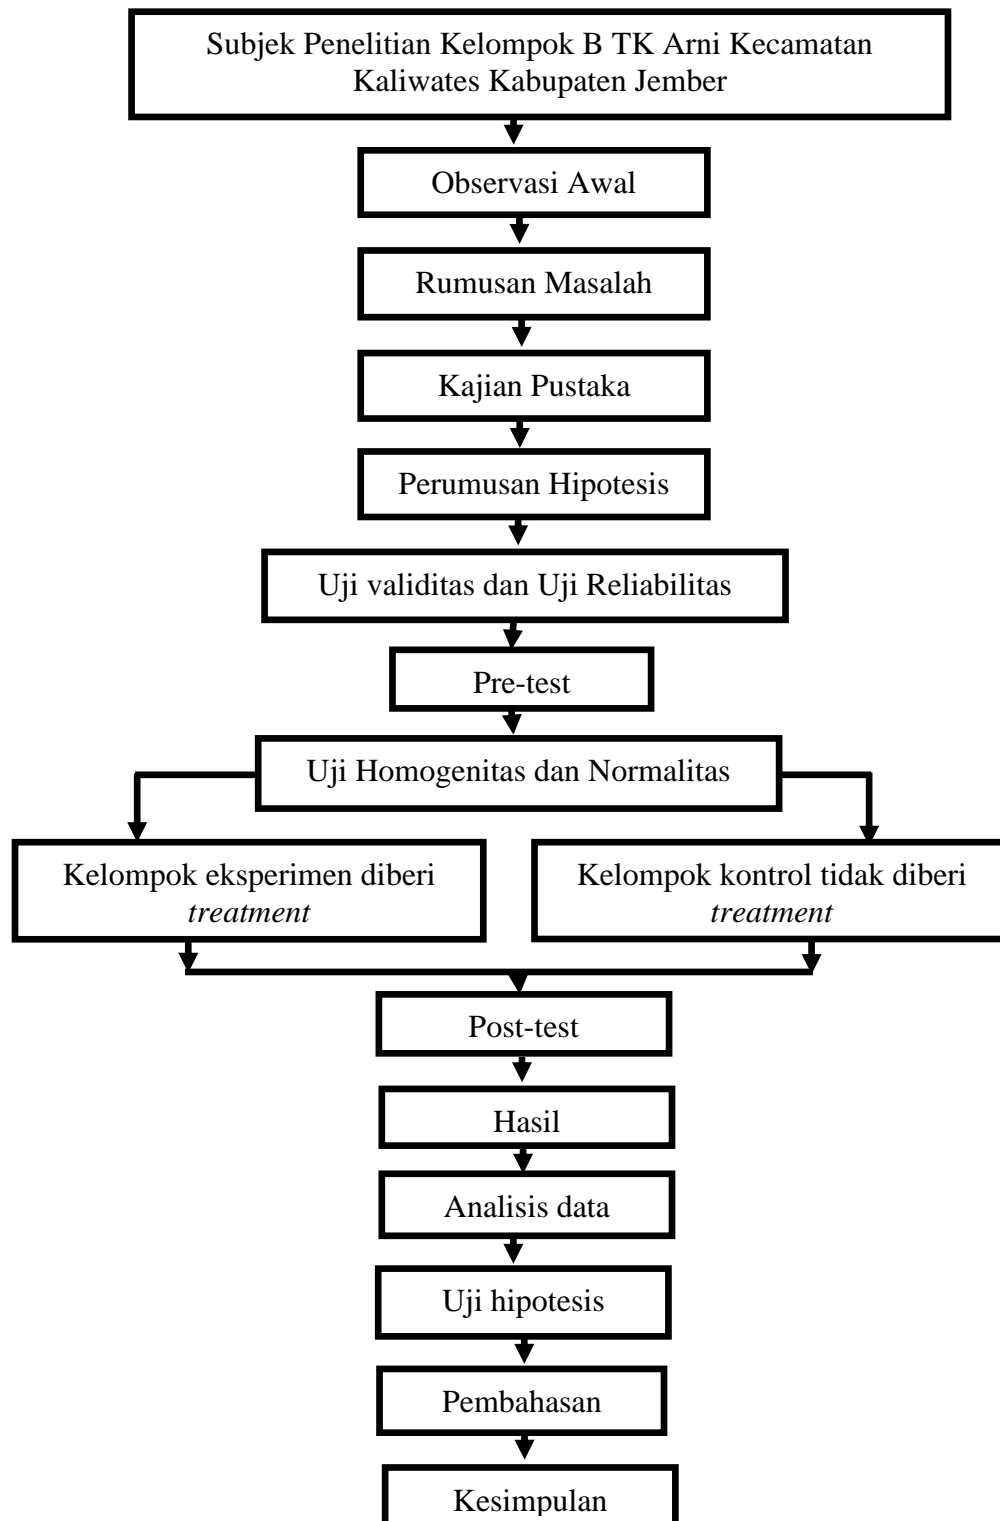 Subjek Penelitian Kelompok B TK Arni Kecamatan
Kaliwates Kabupaten Jember
Observasi Awal
Rumusan Masalah
Kajian Pustaka
Perumusan Hipotesis
Uji validitas dan Uji Reliabilitas
Pre-test
Uji Homogenitas dan Normalitas
Kelompok eksperimen diberi
treatment
Kelompok kontrol tidak diberi
treatment
Post-test
Hasil
Analisis data
Uji hipotesis
Pembahasan
Kesimpulan